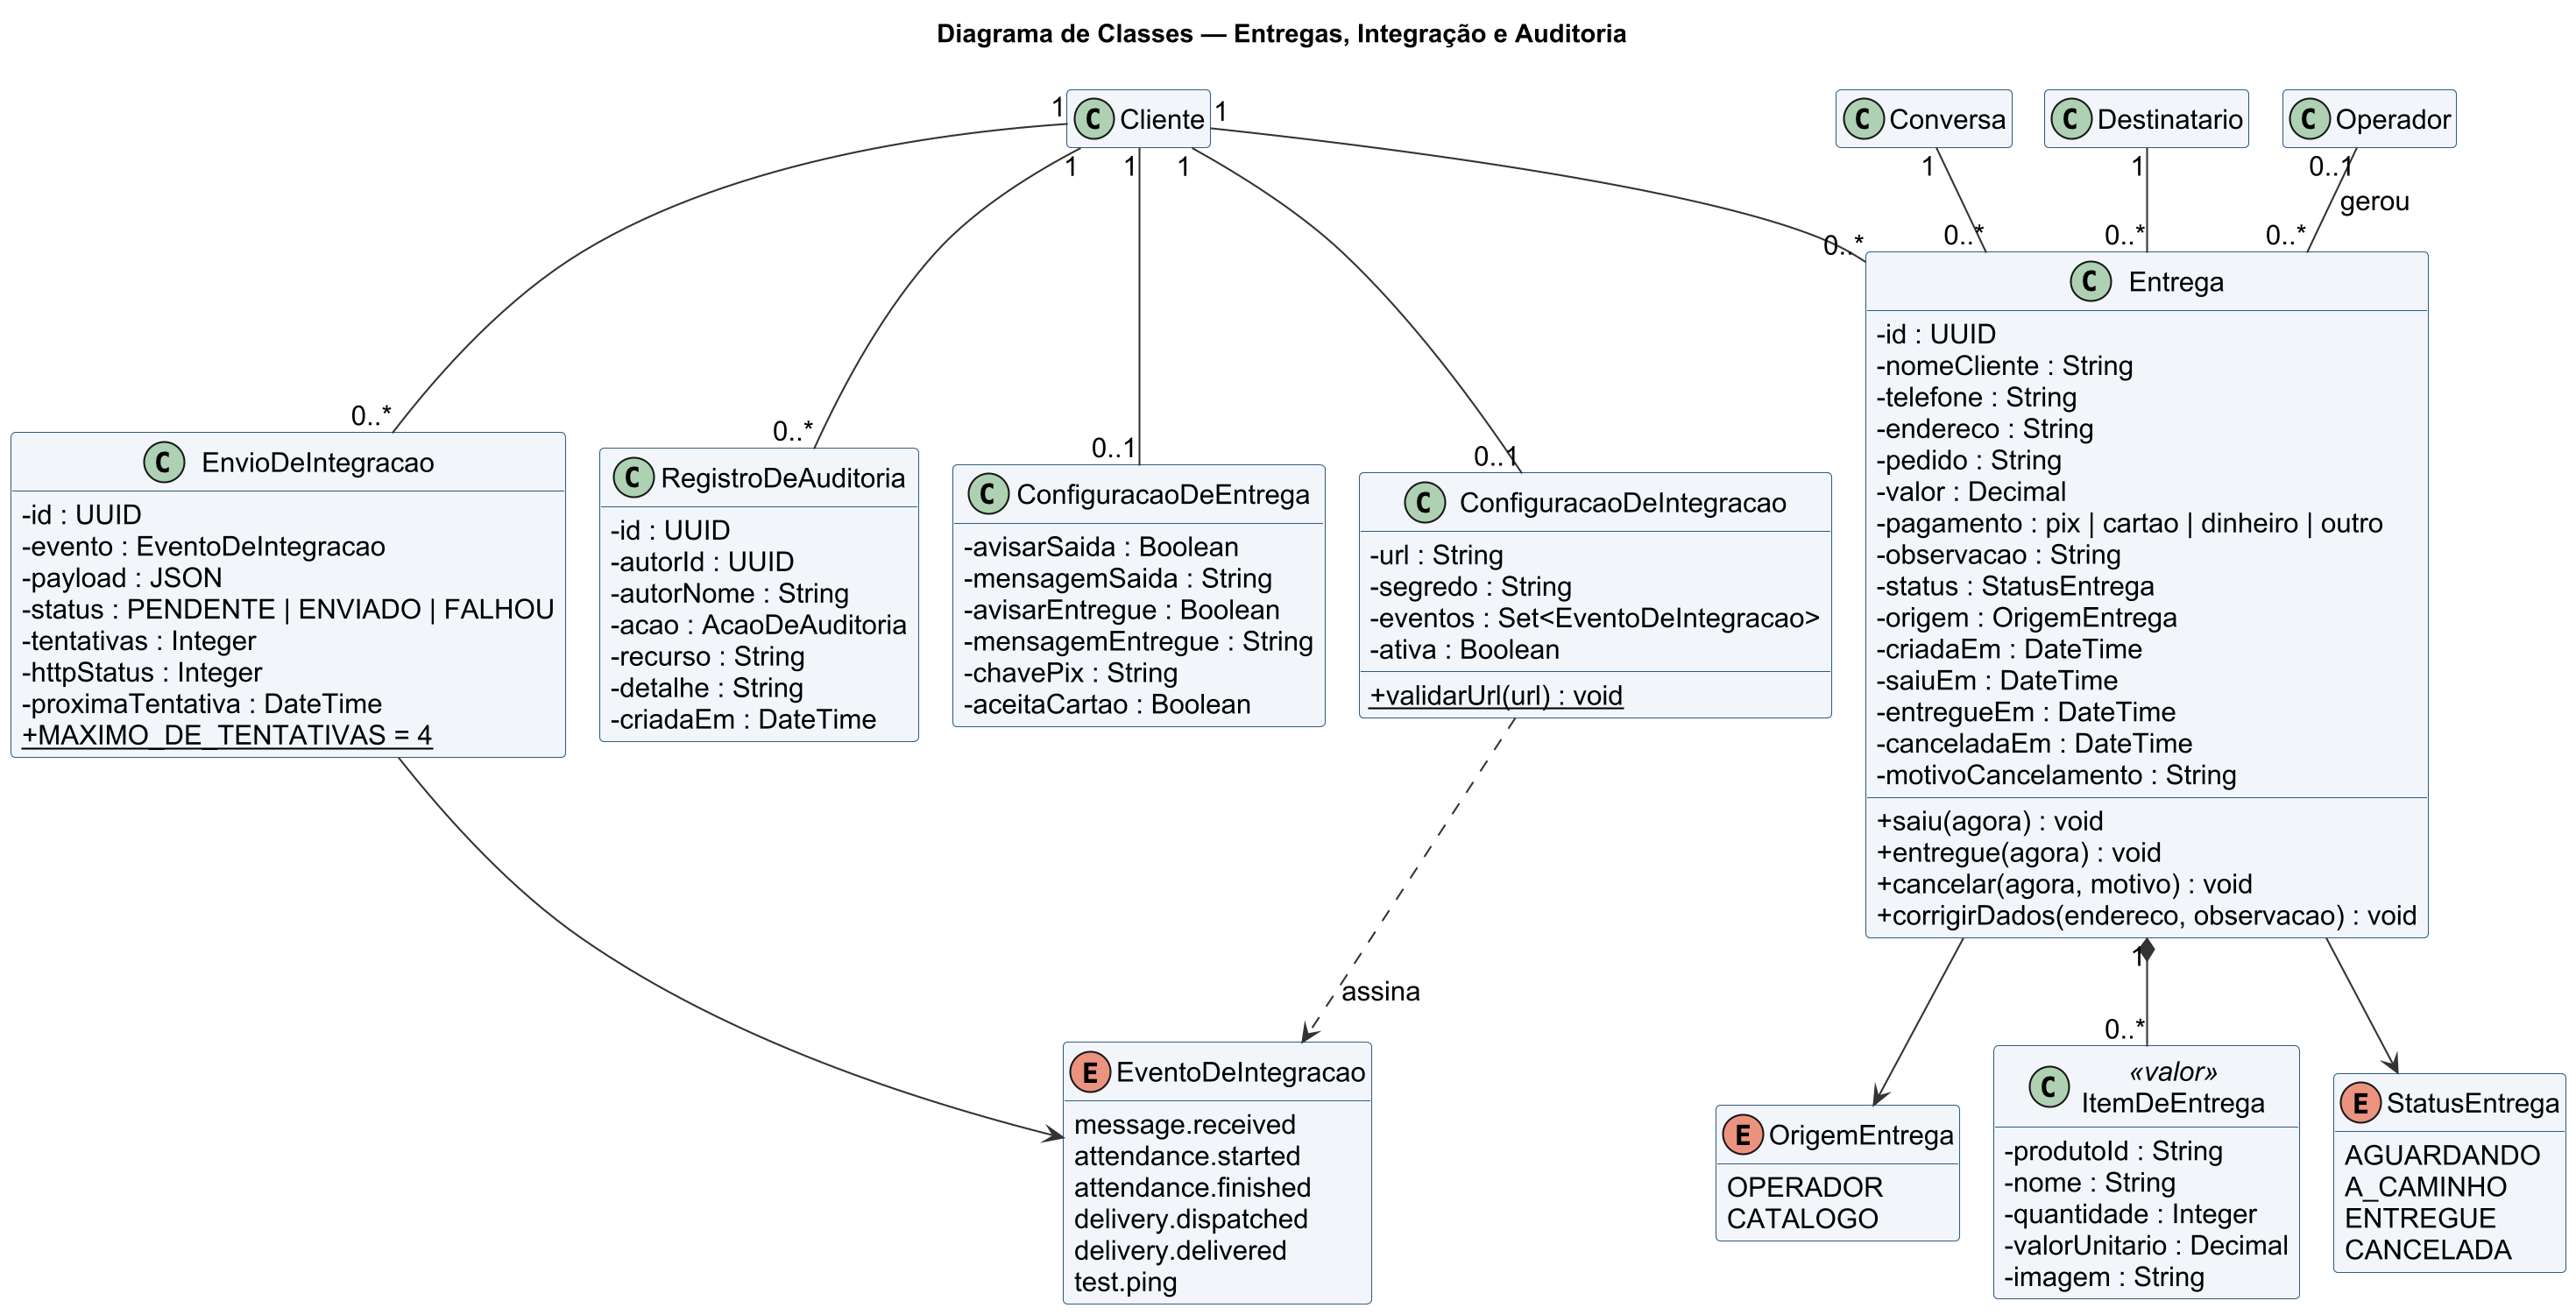 Diagrama de Classes — Entregas, Integração e Auditoria
C Cliente
C Conversa
C Destinatario
C Operador
1
1
1
1
1
1
1
0..1
gerou
0..*
0..*
0..*
0..*
C Entrega
-id : UUID
-nomeCliente : String
-telefone : String
-endereco : String
-pedido : String
-valor : Decimal
-pagamento : pix | cartao | dinheiro | outro
-observacao : String
-status : StatusEntrega
-origem : OrigemEntrega
-criadaEm : DateTime
-saiuEm : DateTime
-entregueEm : DateTime
-canceladaEm : DateTime
-motivoCancelamento : String
+saiu(agora) : void
+entregue(agora) : void
+cancelar(agora, motivo) : void
+corrigirDados(endereco, observacao) : void
0..*
C EnvioDeIntegracao
-id : UUID
-evento : EventoDeIntegracao
-payload : JSON
-status : PENDENTE | ENVIADO | FALHOU
-tentativas : Integer
-httpStatus : Integer
-proximaTentativa : DateTime
+MAXIMO_DE_TENTATIVAS = 4
0..*
C RegistroDeAuditoria
-id : UUID
-autorId : UUID
-autorNome : String
-acao : AcaoDeAuditoria
-recurso : String
-detalhe : String
-criadaEm : DateTime
0..1
C ConfiguracaoDeEntrega
-avisarSaida : Boolean
-mensagemSaida : String
-avisarEntregue : Boolean
-mensagemEntregue : String
-chavePix : String
-aceitaCartao : Boolean
0..1
C ConfiguracaoDeIntegracao
-url : String
-segredo : String
-eventos : Set<EventoDeIntegracao>
-ativa : Boolean
+validarUrl(url) : void
assina
1
0..*
E EventoDeIntegracao
message.received
attendance.started
attendance.finished
delivery.dispatched
delivery.delivered
test.ping
E OrigemEntrega
OPERADOR
CATALOGO
«valor»
C ItemDeEntrega
-produtoId : String
-nome : String
-quantidade : Integer
-valorUnitario : Decimal
-imagem : String
E StatusEntrega
AGUARDANDO
A_CAMINHO
ENTREGUE
CANCELADA